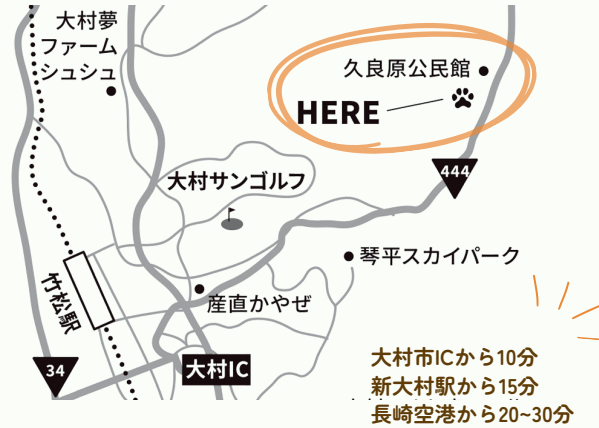 大村夢
ファーム
シュシュ
久良原公民館
HERE
444
大村サンゴルフ
琴平スカイパーク
竹松駅
産直かやぜ
34
大村IC
大村市ICから10分
新大村駅から15分
長崎空港から20~30分